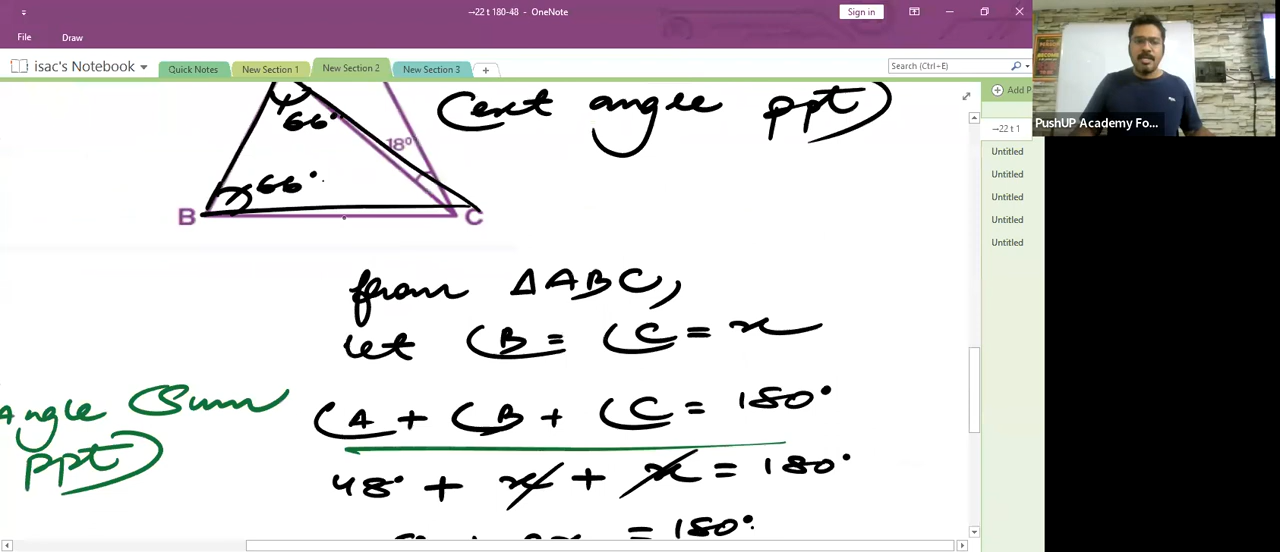 →22 t 180-48 - OneNote
Sign in
File
Draw
isac's Notebook
Quick Notes
New Section 1
New Section 2
New Section 3
Search (Ctrl+E)
Add P
→22 t 1
Untitled
Untitled
Untitled
Untitled
Untitled
PushUP Academy Fo...
66°
(ext angle ppt)
18°
66°
B
C
from ΔABC,
let ∠B = ∠C = x
Angle Sum
ppt)
∠A + ∠B + ∠C = 180°
48° + x + x = 180°
= 180°